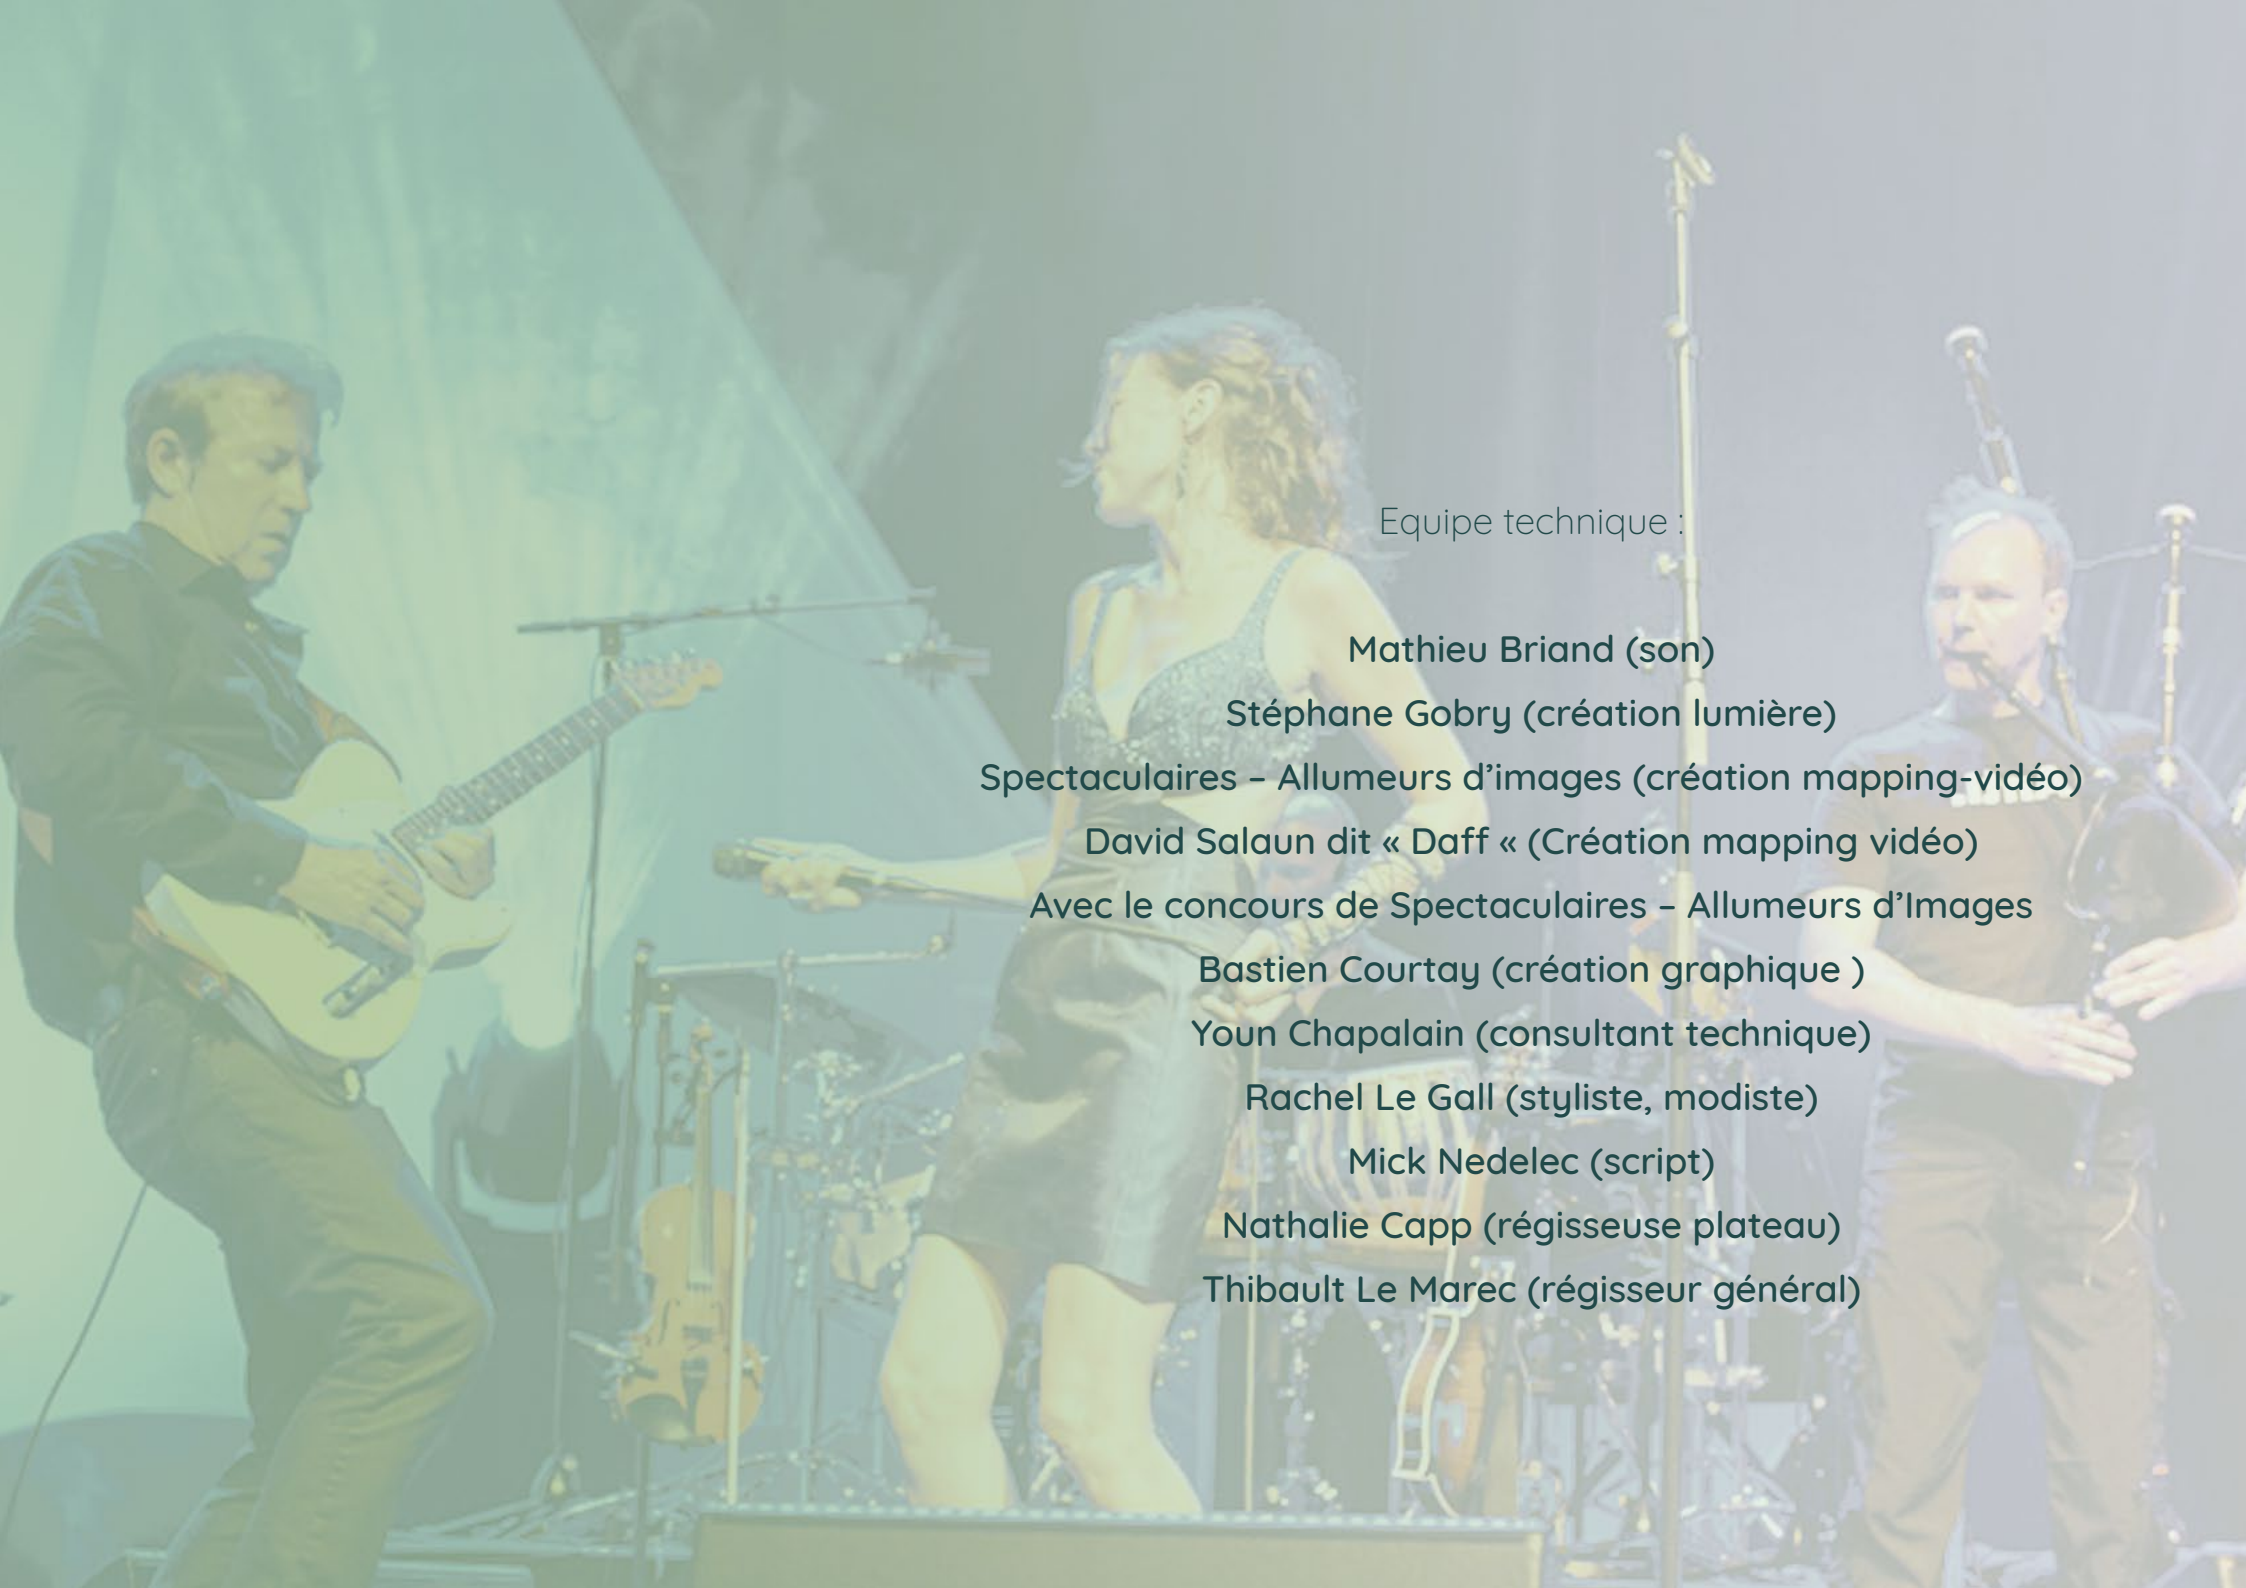 Equipe technique :
Mathieu Briand (son)
Stéphane Gobry (création lumière)
Spectaculaires – Allumeurs d’images (création mapping-vidéo)
David Salaun dit « Daff « (Création mapping vidéo)
Avec le concours de Spectaculaires – Allumeurs d’Images
Bastien Courtay (création graphique )
Youn Chapalain (consultant technique)
Rachel Le Gall (styliste, modiste)
Mick Nedelec (script)
Nathalie Capp (régisseuse plateau)
Thibault Le Marec (régisseur général)